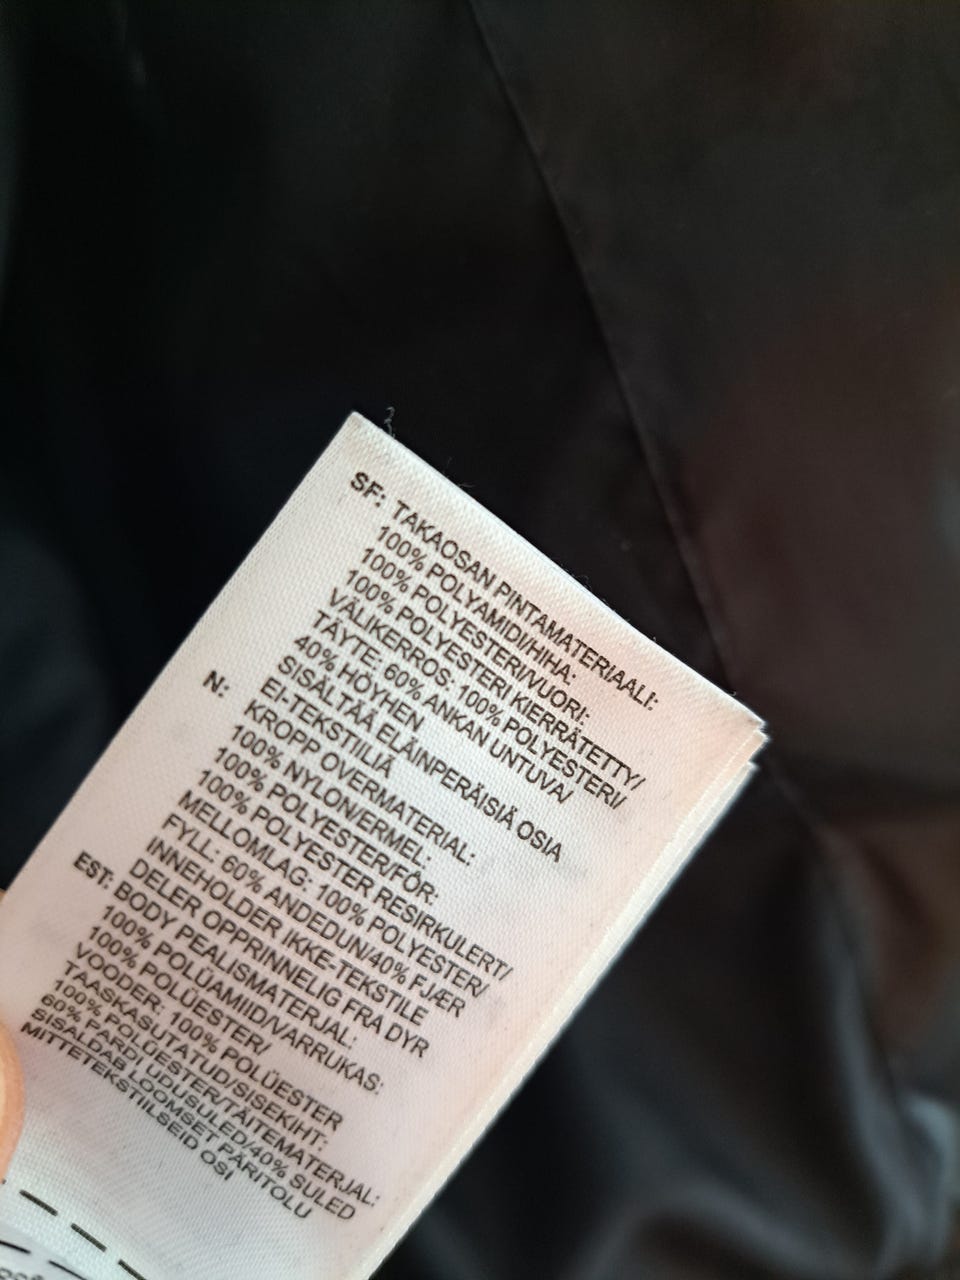 SF: TAKAOSAN PINTAMATERIAALI:
100% POLYAMIDI/HIHA:
100% POLYESTERI/VUORI:
100% POLYESTERI KIERRÄTETTY/
VÄLIKERROS: 100% POLYESTERI/
TÄYTE: 60% ANKAN UNTUVA/
40% HÖYHEN
SISÄLTÄÄ ELÄINPERÄISIÄ OSIA
EI-TEKSTIILIÄ
N: KROPP OVERMATERIAL:
100% NYLON/ERMEL:
100% POLYESTER/FÔR:
100% POLYESTER RESIRKULERT/
MELLOMLAG: 100% POLYESTER/
FYLL: 60% ANDEDUN/40% FJÆR
INNEHOLDER IKKE-TEKSTILE
DELER OPPRINNELIG FRA DYR
EST: BODY PEALISMATERJAL:
100% POLÜAMIID/VARRUKAS:
100% POLÜESTER/
VOODER: 100% POLÜESTER
TAASKASUTATUD/SISEKIHT:
100% POLÜESTER/TÄITEMATERJAL:
60% PARDI UDUSULED/40% SULED
SISALDAB LOOMSET PÄRITOLU
MITTETEKSTIILSEID OSI